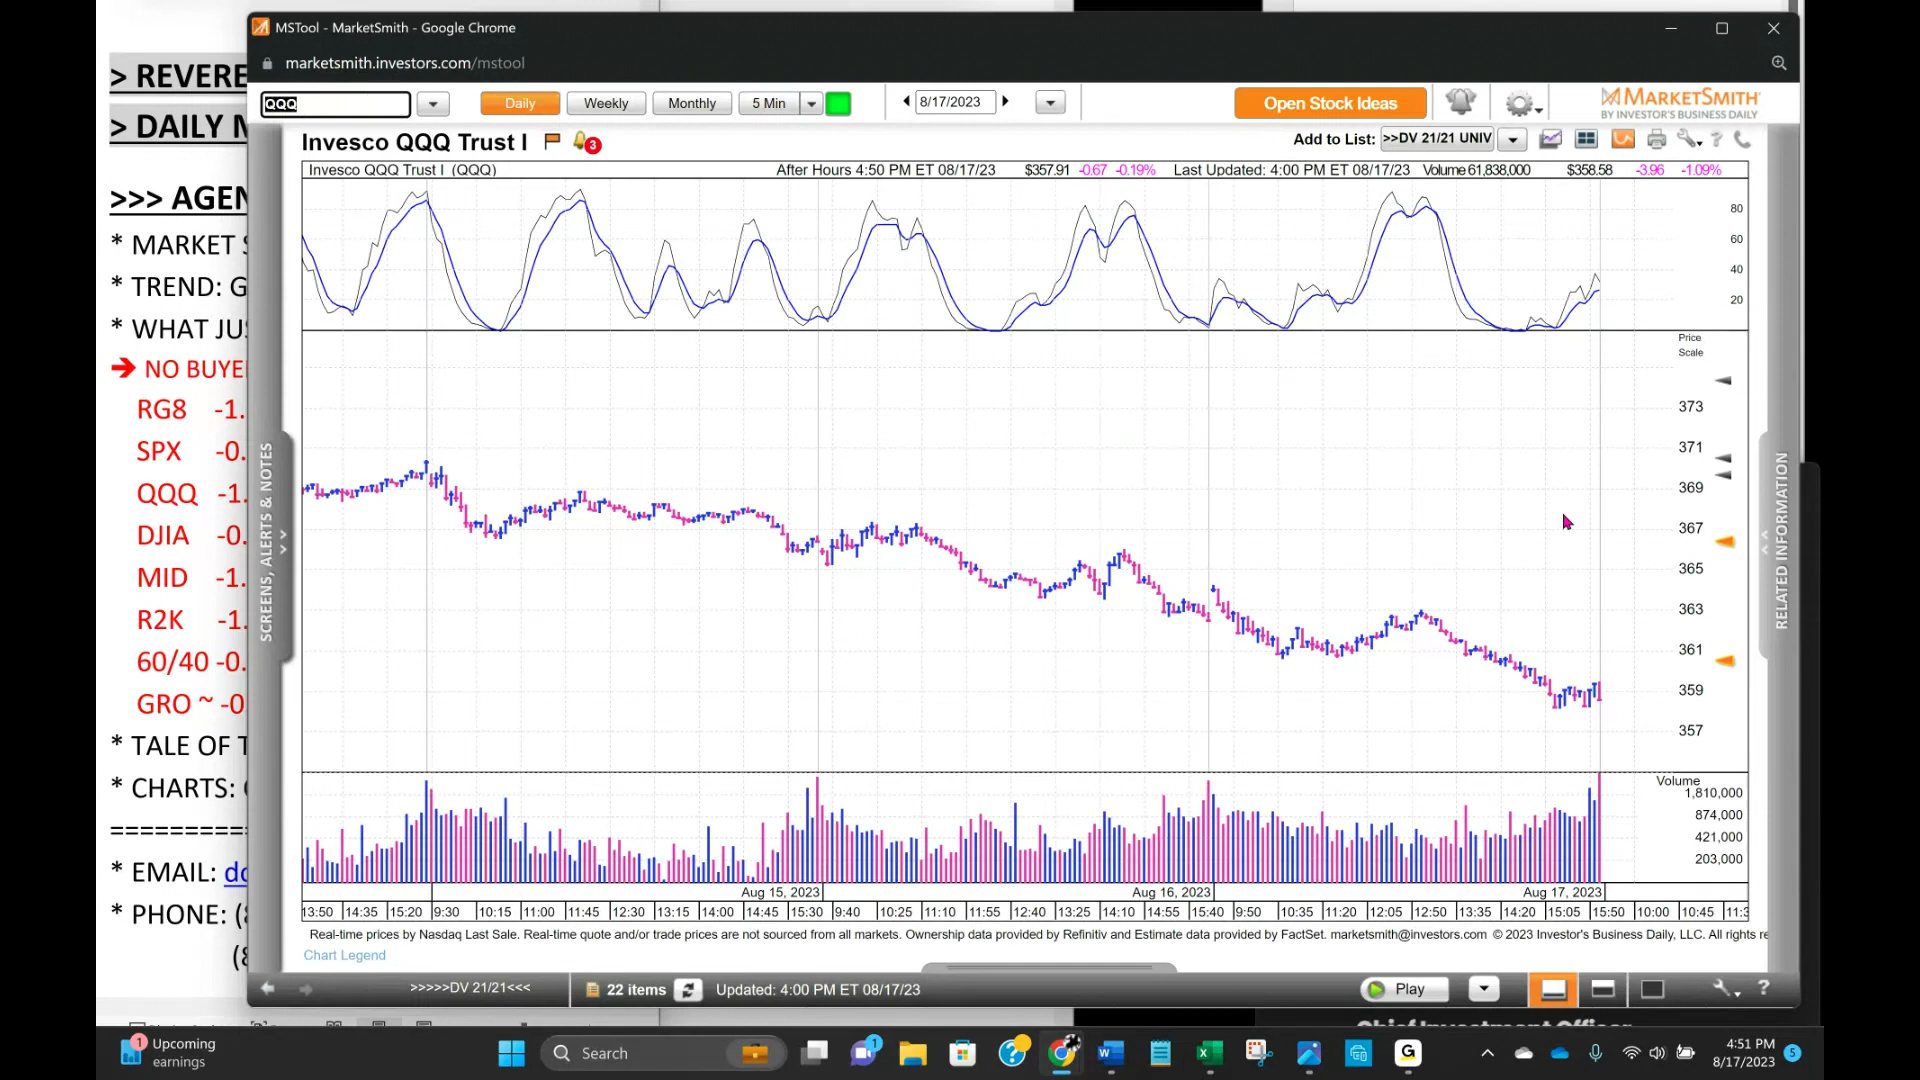 MSTool - MarketSmith - Google Chrome
marketsmith.investors.com/mstool
> REVERE
> DAILY M
>>> AGEN
* MARKET S
* TREND: G
* WHAT JUS
NO BUYE
RG8 -1.
SPX -0.
QQQ -1.
DJIA -0.
MID -1.
R2K -1.
60/40 -0.
GRO ~ -0
* TALE OF T
* CHARTS:
* EMAIL: do
* PHONE: (8
(8
QQQ
Daily
Weekly
Monthly
5 Min
8/17/2023
Open Stock Ideas
MARKETSMITH
BY INVESTOR'S BUSINESS DAILY
Invesco QQQ Trust I
3
Add to List:
>>DV 21/21 UNIV
?
Invesco QQQ Trust I (QQQ)
After Hours 4:50 PM ET 08/17/23 $357.91 -0.67 -0.19% Last Updated: 4:00 PM ET 08/17/23 Volume 61,838,000 $358.58 -3.96 -1.09%
80
60
40
20
Price
Scale
373
371
369
367
365
363
361
359
357
Volume
1,810,000
874,000
421,000
203,000
SCREENS, ALERTS & NOTES
RELATED INFORMATION
Aug 15, 2023 Aug 16, 2023 Aug 17, 2023
13:50 14:35 15:20 9:30 10:15 11:00 11:45 12:30 13:15 14:00 14:45 15:30 9:40 10:25 11:10 11:55 12:40 13:25 14:10 14:55 15:40 9:50 10:35 11:20 12:05 12:50 13:35 14:20 15:05 15:50 10:00 10:45 11:3
Real-time prices by Nasdaq Last Sale. Real-time quote and/or trade prices are not sourced from all markets. Ownership data provided by Refinitiv and Estimate data provided by FactSet. marketsmith@investors.com © 2023 Investor's Business Daily, LLC. All rights re
Chart Legend
>>>>>DV 21/21<<<
22 items
Updated: 4:00 PM ET 08/17/23
Play
?
Chief Investment Officer
1
Upcoming
earnings
Search
1
4:51 PM
8/17/2023
5